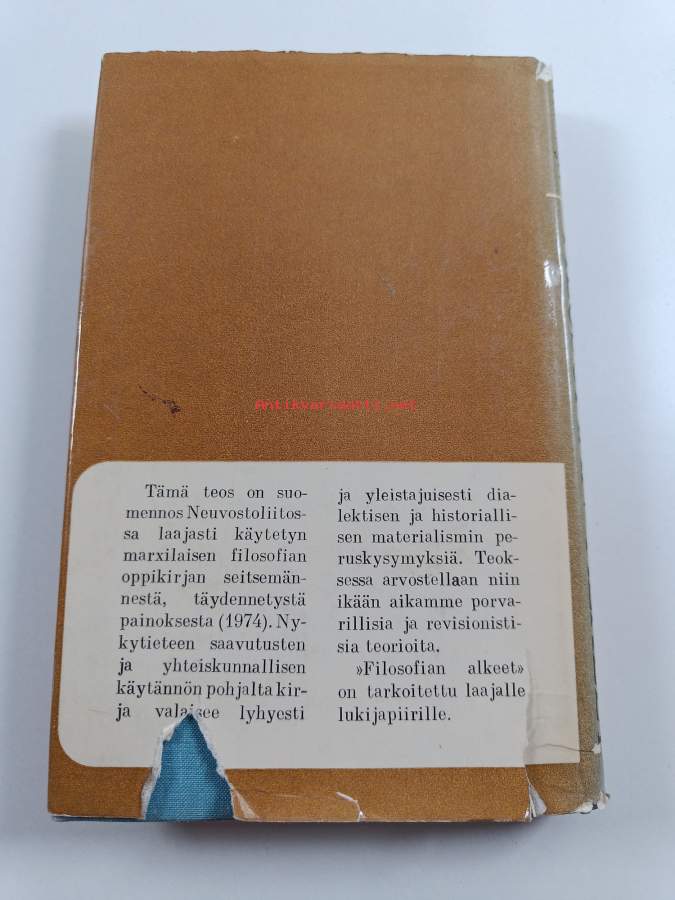 Antikvariaatti.net
Tämä teos on suo-
mennos Neuvostoliitos-
sa laajasti käytetyn
marxilaisen filosofian
oppikirjan seitsemän-
nestä, täydennetystä
painoksesta (1974). Ny-
kytieteen saavutusten
ja yhteiskunnallisen
käytännön pohjalta kir-
ja valaisee lyhyesti
ja yleistajuisesti dia-
lektisen ja historialli-
sen materialismin pe-
ruskysymyksiä. Teok-
sessa arvostellaan niin
ikään aikamme porva-
rillisia ja revisionisti-
sia teorioita.
»Filosofian alkeet»
on tarkoitettu laajalle
lukijapiirille.